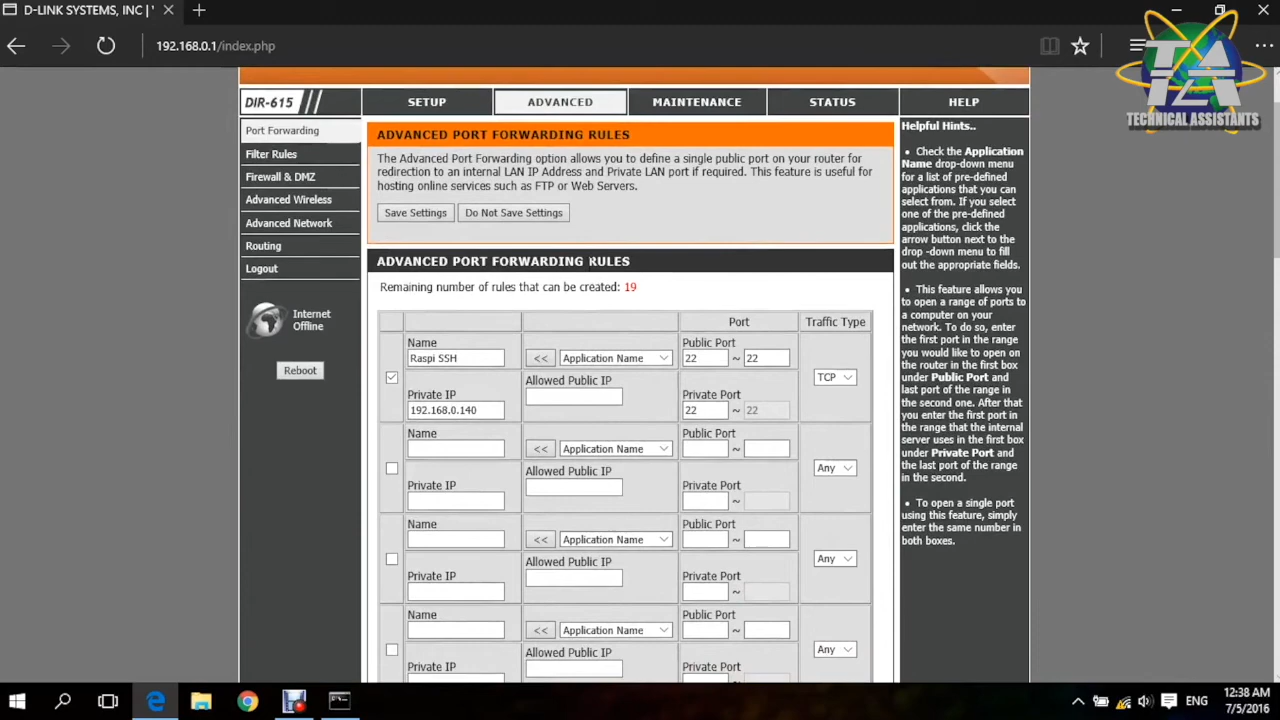 D-LINK SYSTEMS, INC | \
192.168.0.1/index.php
TA
TECHNICAL ASSISTANTS
DIR-615
SETUP
ADVANCED
MAINTENANCE
STATUS
HELP
Port Forwarding
Filter Rules
Firewall & DMZ
Advanced Wireless
Advanced Network
Routing
Logout
Internet
Offline
Reboot
ADVANCED PORT FORWARDING RULES
The Advanced Port Forwarding option allows you to define a single public port on your router for
redirection to an internal LAN IP Address and Private LAN port if required. This feature is useful for
hosting online services such as FTP or Web Servers.
Save Settings
Do Not Save Settings
ADVANCED PORT FORWARDING RULES
Remaining number of rules that can be created: 19
Port
Traffic Type
Name
Raspi SSH
<<
Application Name
Public Port
22 ~ 22
TCP
Private IP
192.168.0.140
Allowed Public IP
Private Port
22 ~ 22
Name
<<
Application Name
Public Port
~
Any
Private IP
Allowed Public IP
Private Port
~
Name
<<
Application Name
Public Port
~
Any
Private IP
Allowed Public IP
Private Port
~
Name
<<
Application Name
Public Port
~
Any
Private IP
Allowed Public IP
Private Port
Helpful Hints..
• Check the Application
Name drop-down menu
for a list of pre-defined
applications that you can
select from. If you select
one of the pre-defined
applications, click the
arrow button next to the
drop -down menu to fill
out the appropriate fields.
• This feature allows you
to open a range of ports to
a computer on your
network. To do so, enter
the first port in the range
you would like to open on
the router in the first box
under Public Port and
last port of the range in
the second one. After that
you enter the first port in
the range that the internal
server uses in the first box
under Private Port and
the last port of the range
in the second.
• To open a single port
using this feature, simply
enter the same number in
both boxes.
ENG
12:38 AM
7/5/2016